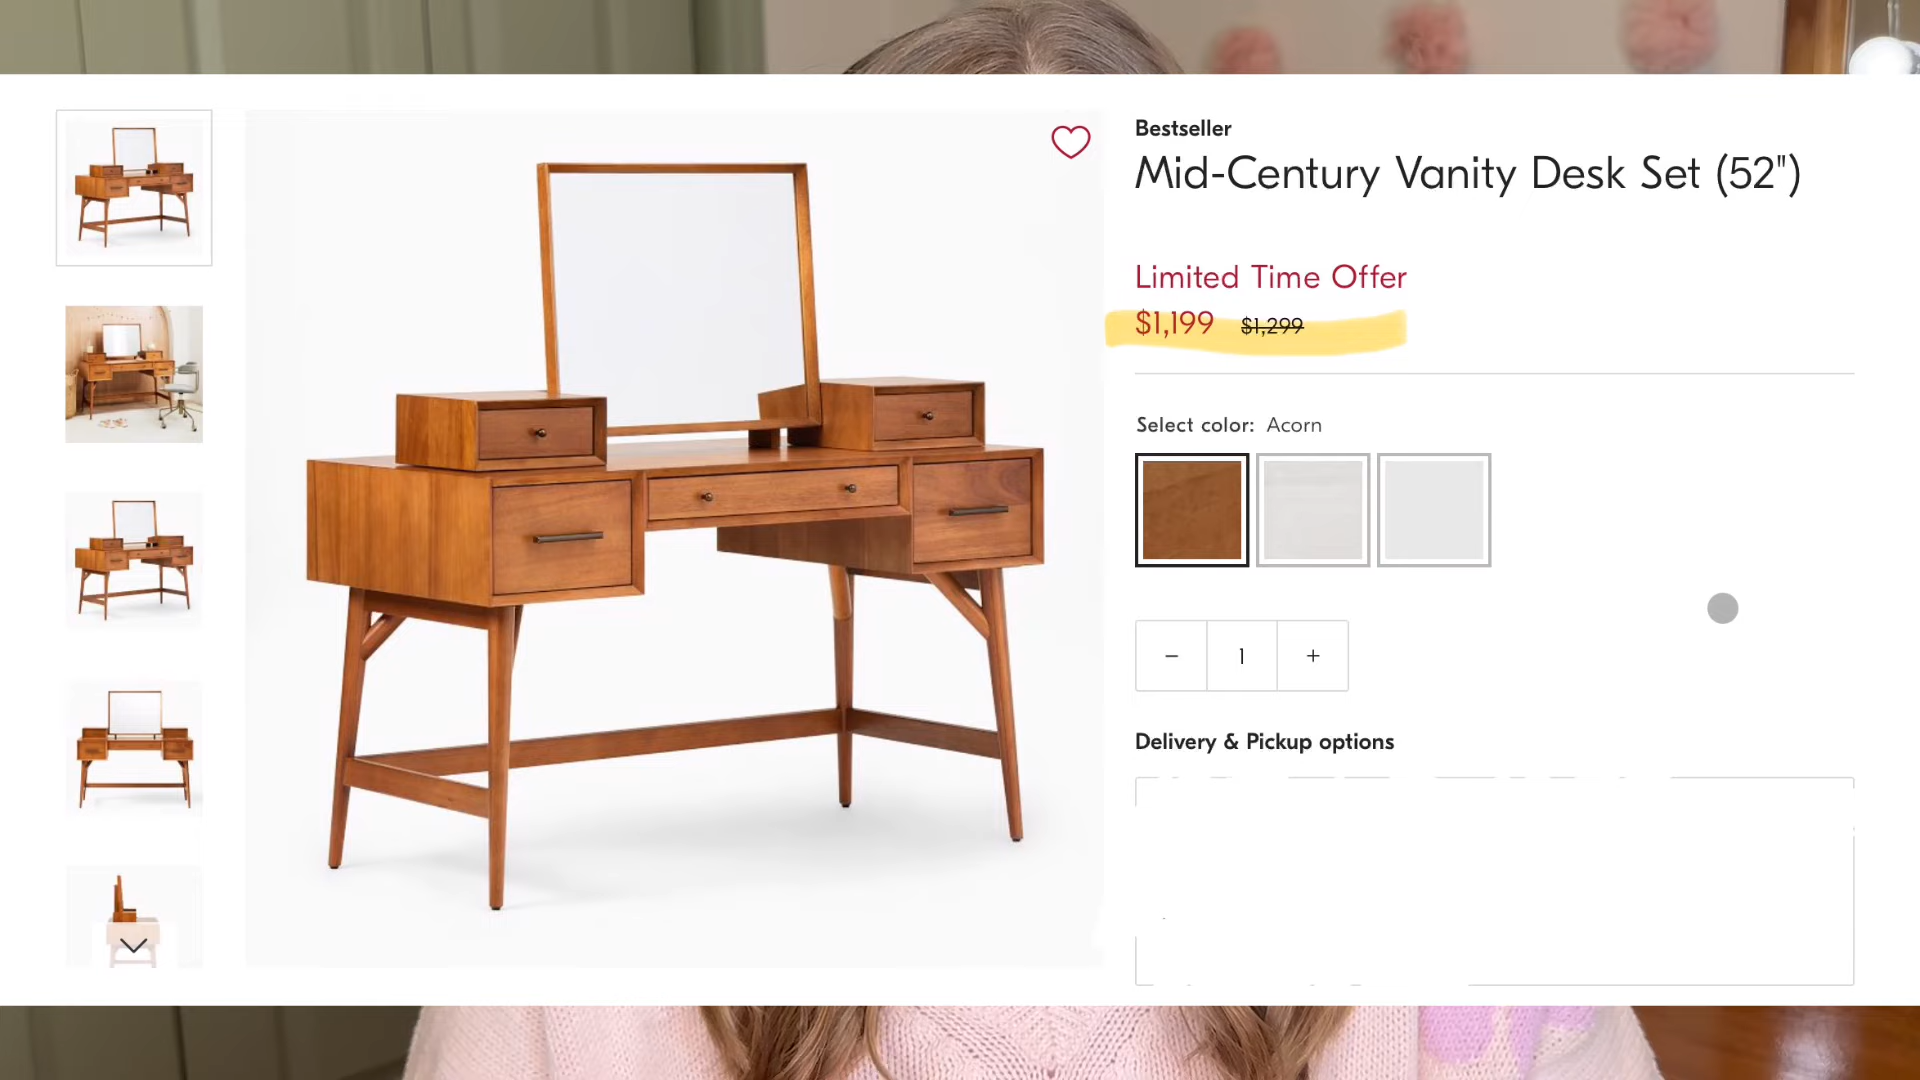 Bestseller
Mid-Century Vanity Desk Set (52")
Limited Time Offer
$1,199 $1,299
Select color: Acorn
− 1 +
Delivery & Pickup options